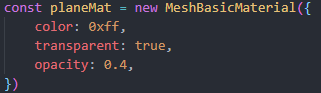 const planeMat = new MeshBasicMaterial({
    color: 0xff,
    transparent: true,
    opacity: 0.4,
})